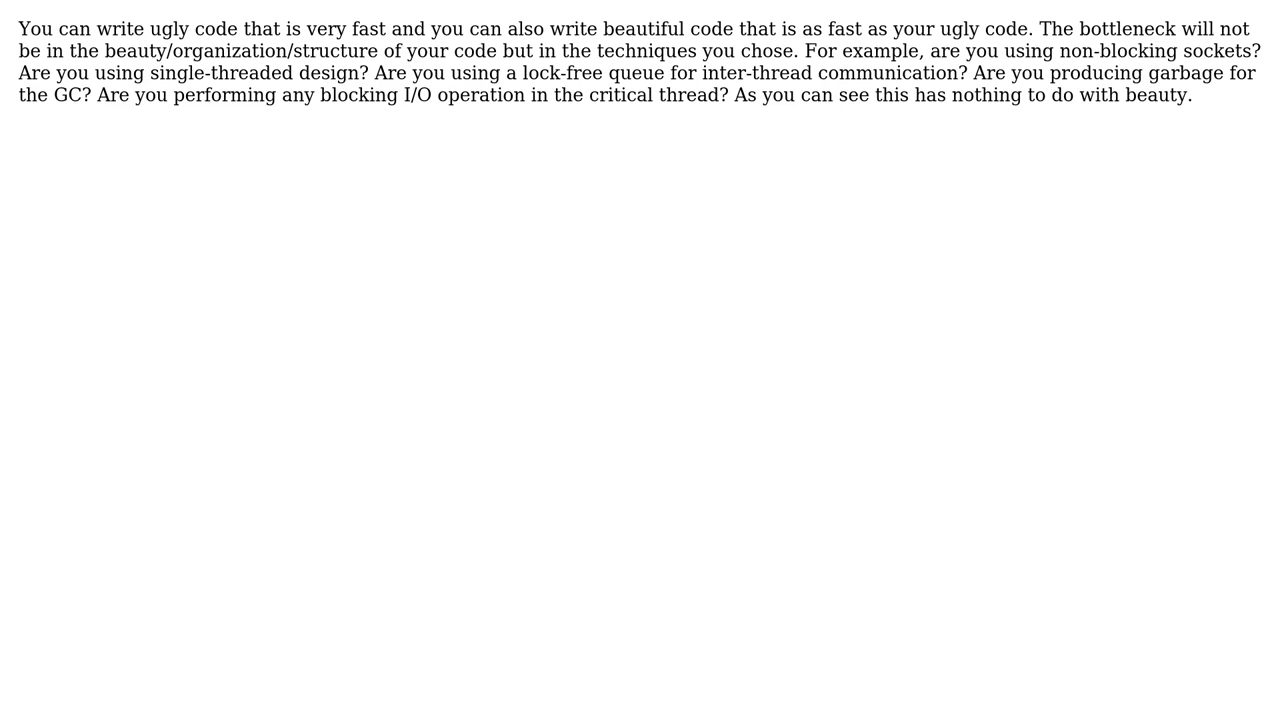 You can write ugly code that is very fast and you can also write beautiful code that is as fast as your ugly code. The bottleneck will not
be in the beauty/organization/structure of your code but in the techniques you chose. For example, are you using non-blocking sockets?
Are you using single-threaded design? Are you using a lock-free queue for inter-thread communication? Are you producing garbage for
the GC? Are you performing any blocking I/O operation in the critical thread? As you can see this has nothing to do with beauty.